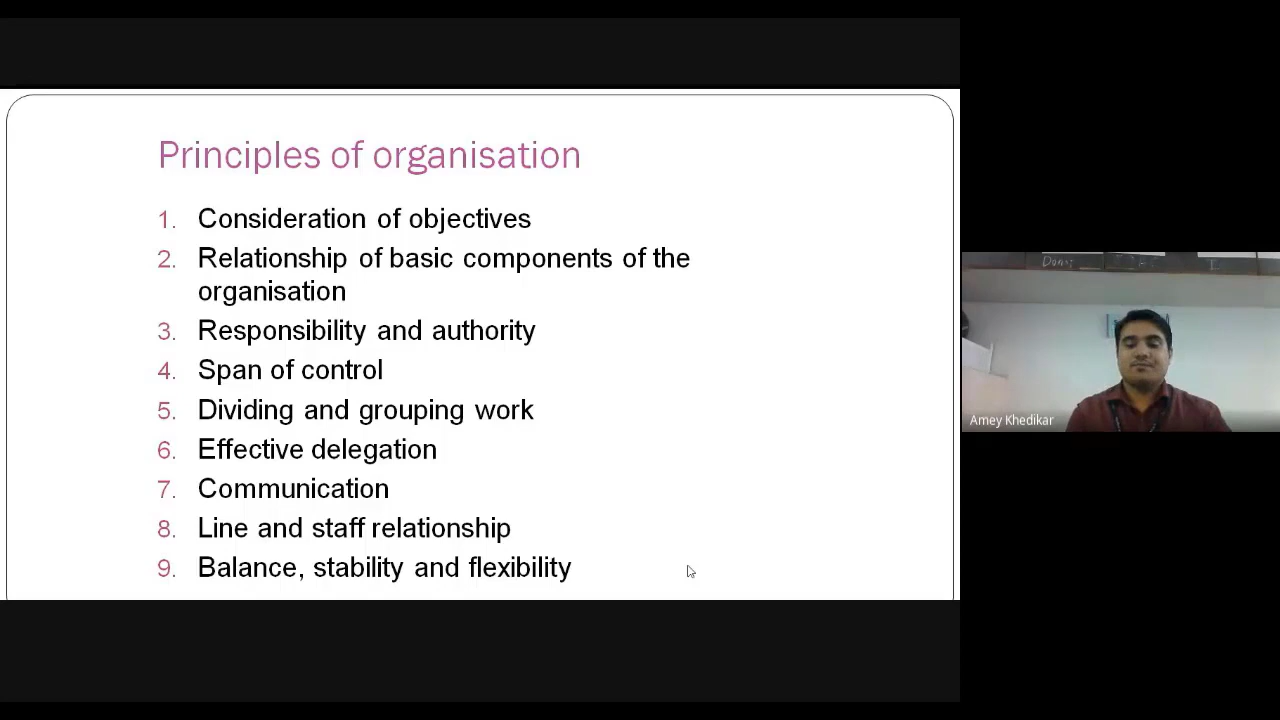 Principles of organisation
1. Consideration of objectives
2. Relationship of basic components of the
organisation
3. Responsibility and authority
4. Span of control
5. Dividing and grouping work
6. Effective delegation
7. Communication
8. Line and staff relationship
9. Balance, stability and flexibility
Amey Khedikar